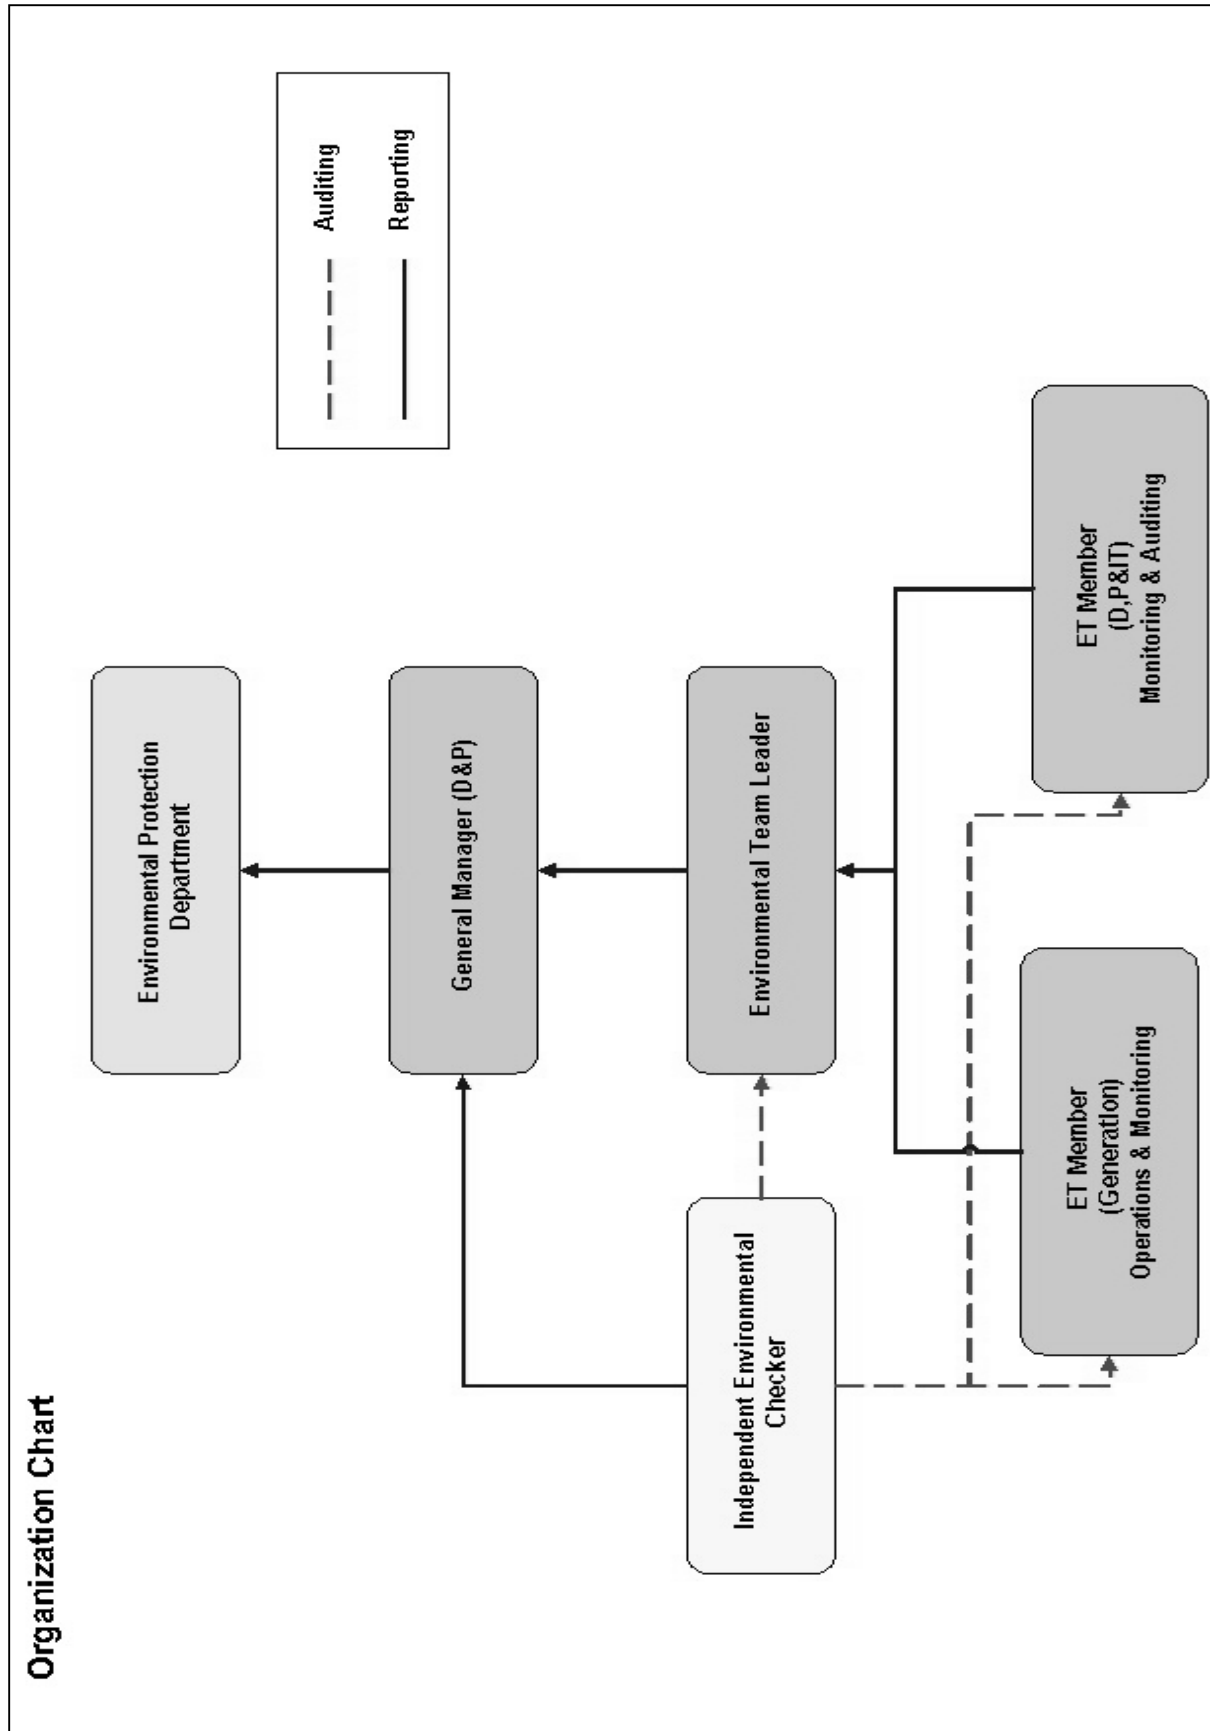 Organization Chart
Auditing
Reporting
Environmental Protection
Department
General Manager (D&P)
Independent Environmental
Checker
Environmental Team Leader
ET Member
(Generation)
Operations & Monitoring
ET Member
(D,P&IT)
Monitoring & Auditing